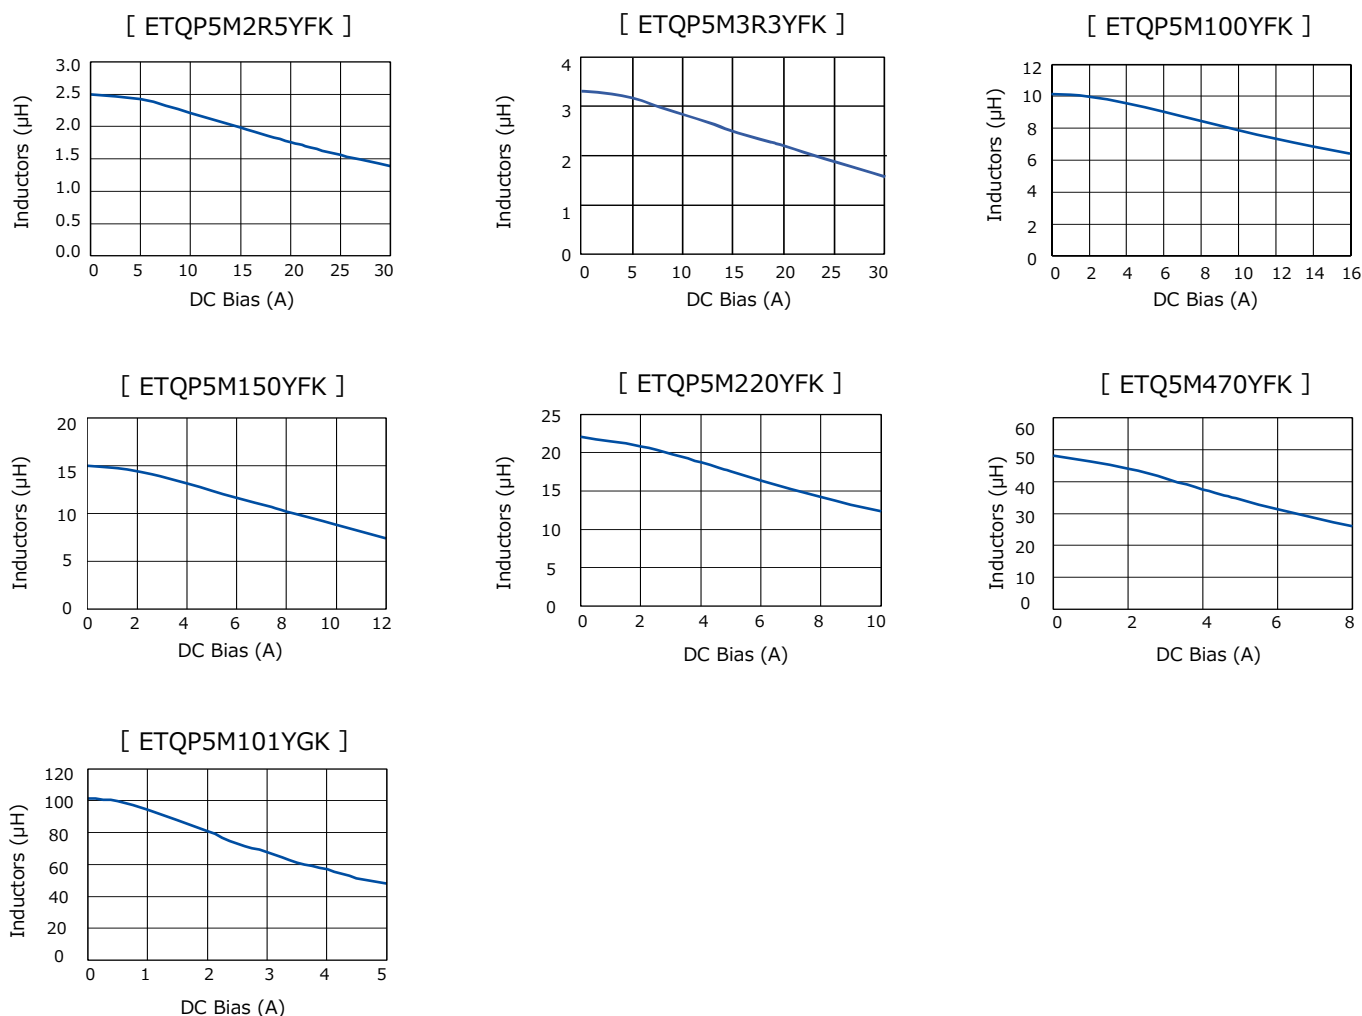 [ ETQP5M2R5YFK ]
Inductors (µH)
3.0
2.5
2.0
1.5
1.0
0.5
0.0
0 5 10 15 20 25 30
DC Bias (A)
[ ETQP5M3R3YFK ]
Inductors (µH)
4
3
2
1
0
0 5 10 15 20 25 30
DC Bias (A)
[ ETQP5M100YFK ]
Inductors (µH)
12
10
8
6
4
2
0
0 2 4 6 8 10 12 14 16
DC Bias (A)
[ ETQP5M150YFK ]
Inductors (µH)
20
15
10
5
0
0 2 4 6 8 10 12
DC Bias (A)
[ ETQP5M220YFK ]
Inductors (µH)
25
20
15
10
5
0
0 2 4 6 8 10
DC Bias (A)
[ ETQ5M470YFK ]
Inductors (µH)
60
50
40
30
20
10
0
0 2 4 6 8
DC Bias (A)
[ ETQP5M101YGK ]
Inductors (µH)
120
100
80
60
40
20
0
0 1 2 3 4 5
DC Bias (A)